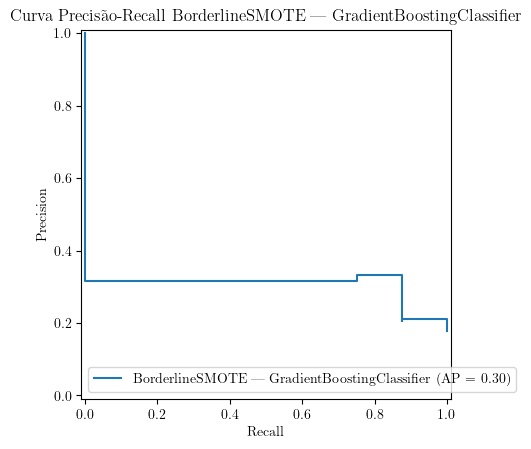 Curva Precisão-Recall BorderlineSMOTE — GradientBoostingClassifier
1.0
0.8
0.6
0.4
0.2
0.0
Precision
BorderlineSMOTE — GradientBoostingClassifier (AP = 0.30)
0.0 0.2 0.4 0.6 0.8 1.0
Recall